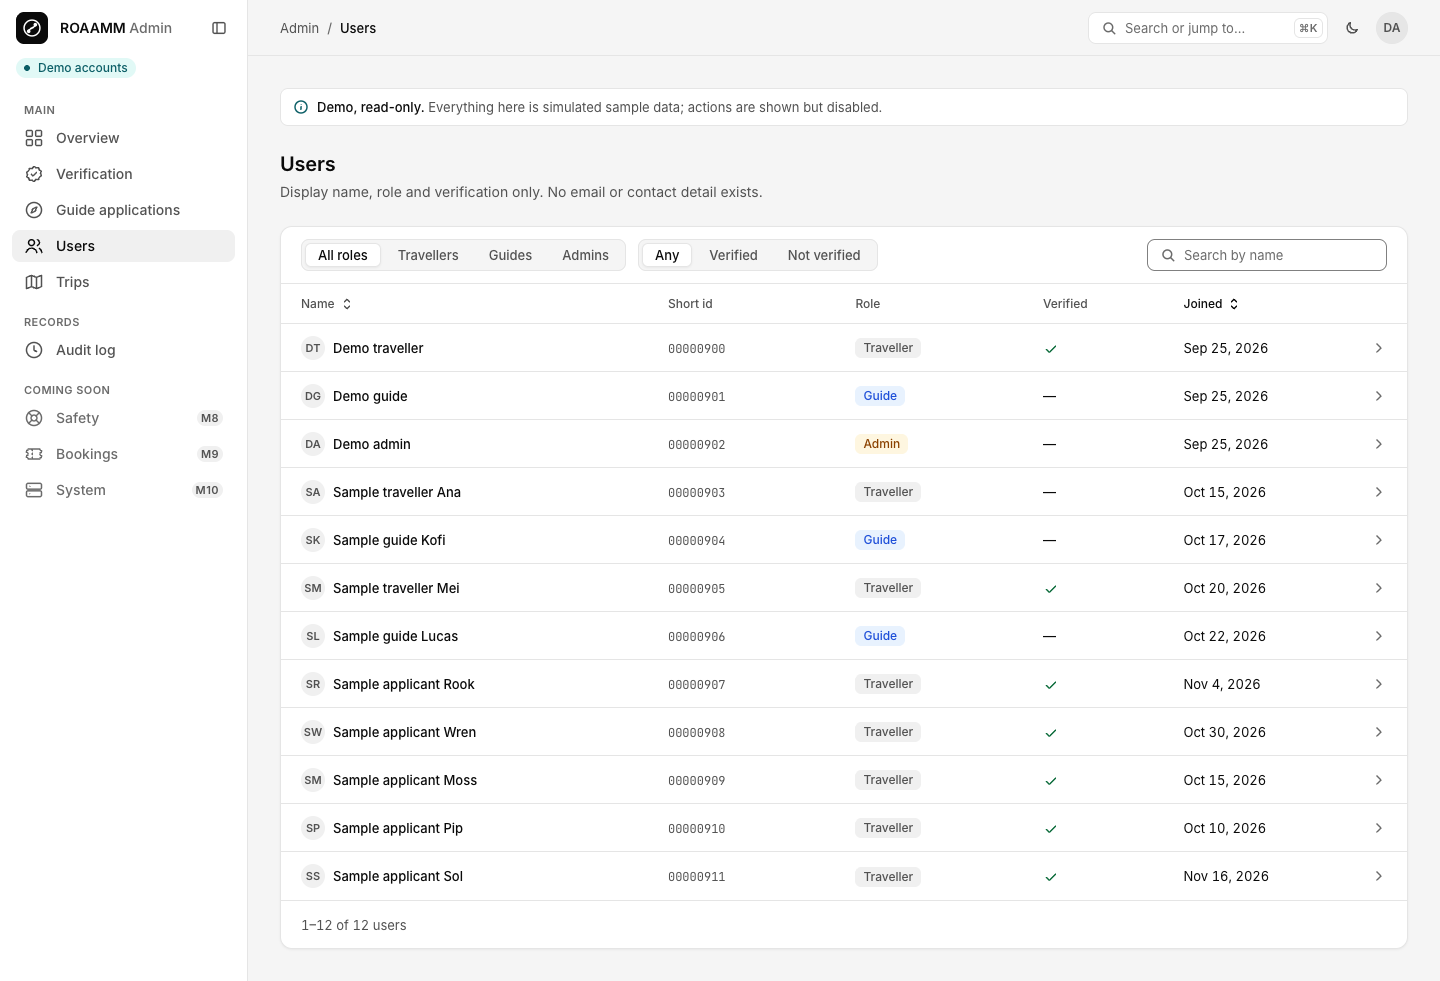 ROAAMM Admin
Demo accounts
MAIN
Overview
Verification
Guide applications
Users
Trips
RECORDS
Audit log
COMING SOON
Safety M8
Bookings M9
System M10
Admin / Users
Search or jump to... ⌘K
DA
Demo, read-only. Everything here is simulated sample data; actions are shown but disabled.
Users
Display name, role and verification only. No email or contact detail exists.
All roles Travellers Guides Admins Any Verified Not verified Search by name
Name Short id Role Verified Joined
DT Demo traveller 00000900 Traveller ✓ Sep 25, 2026
DG Demo guide 00000901 Guide — Sep 25, 2026
DA Demo admin 00000902 Admin — Sep 25, 2026
SA Sample traveller Ana 00000903 Traveller — Oct 15, 2026
SK Sample guide Kofi 00000904 Guide — Oct 17, 2026
SM Sample traveller Mei 00000905 Traveller ✓ Oct 20, 2026
SL Sample guide Lucas 00000906 Guide — Oct 22, 2026
SR Sample applicant Rook 00000907 Traveller ✓ Nov 4, 2026
SW Sample applicant Wren 00000908 Traveller ✓ Oct 30, 2026
SM Sample applicant Moss 00000909 Traveller ✓ Oct 15, 2026
SP Sample applicant Pip 00000910 Traveller ✓ Oct 10, 2026
SS Sample applicant Sol 00000911 Traveller ✓ Nov 16, 2026
1–12 of 12 users